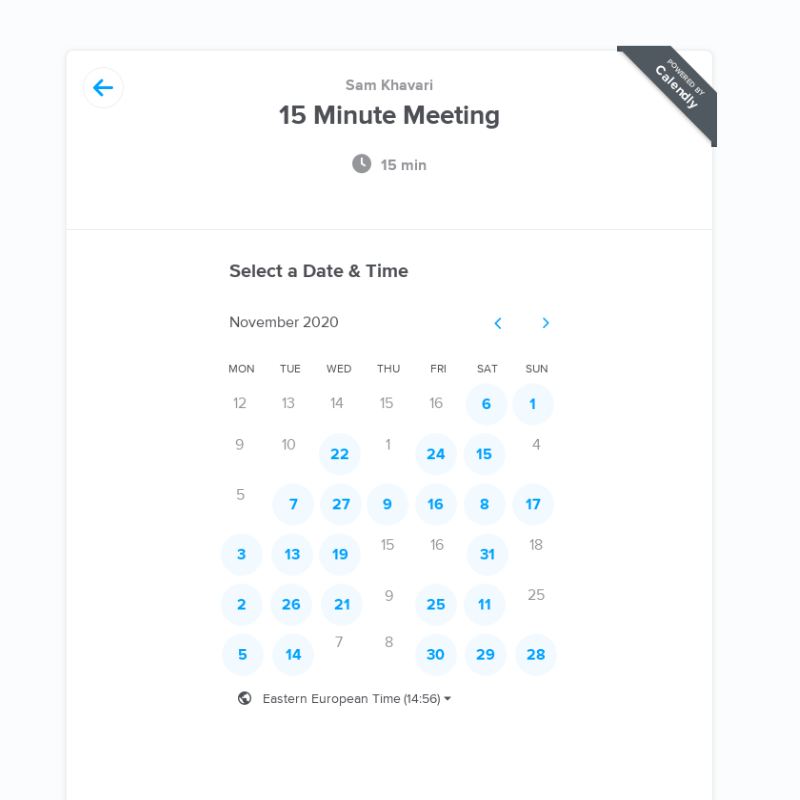 POWERED BY
Calendly
Sam Khavari
15 Minute Meeting
15 min
Select a Date & Time
November 2020
MON TUE WED THU FRI SAT SUN
12 13 14 15 16 6 1
9 10 22 1 24 15 4
5 7 27 9 16 8 17
3 13 19 15 16 31 18
2 26 21 9 25 11 25
5 14 7 8 30 29 28
Eastern European Time (14:56)